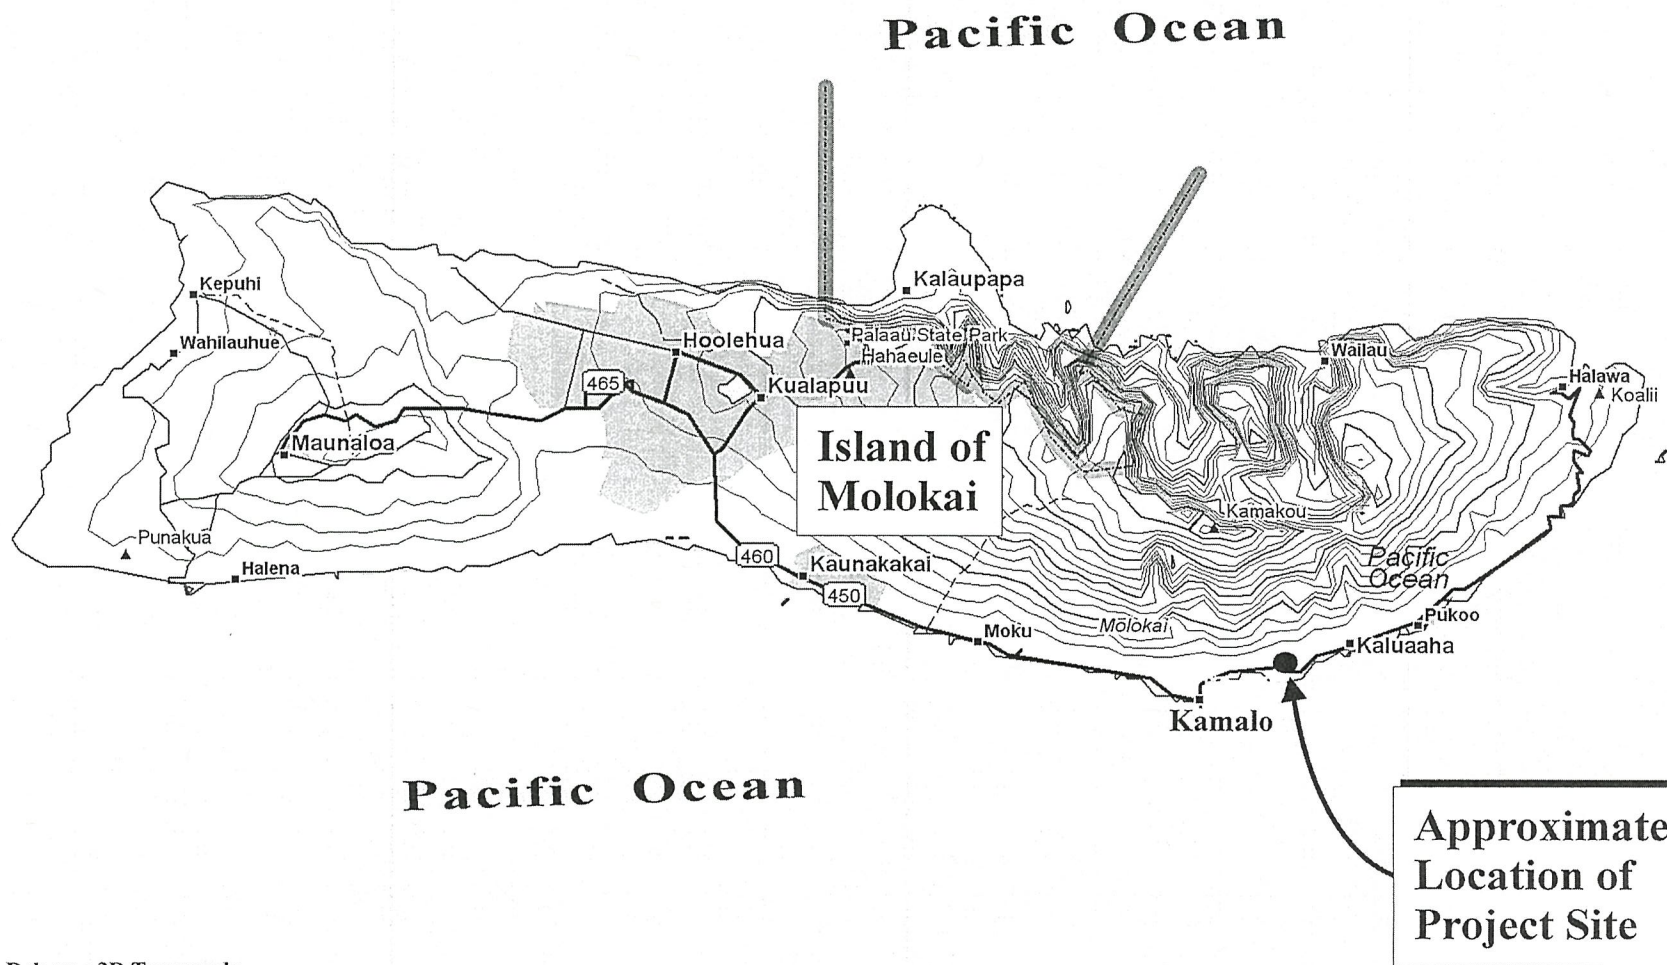 Pacific Ocean
Kalaupapa
Kepuhi
Wahilauhue
Hoolehua
Palaau State Park
Hahaeule
Wailau
465
Kualapuu
Halawa
Koalii
Maunaloa
Island of
Molokai
Kamakou
Punakua
Halena
460
Kaunakakai
450
Pacific
Ocean
Moku
Molokai
Pukoo
Kaluaaha
Kamalo
Pacific Ocean
Approximate
Location of
Project Site